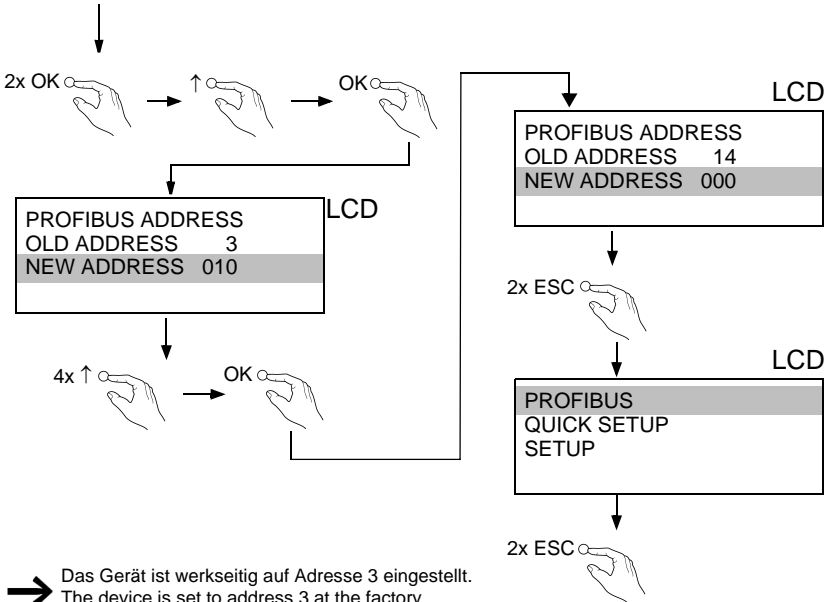 2x OK
↑
OK
LCD
PROFIBUS ADDRESS
OLD ADDRESS 3
NEW ADDRESS 010
4x ↑
OK
LCD
PROFIBUS ADDRESS
OLD ADDRESS 14
NEW ADDRESS 000
2x ESC
LCD
PROFIBUS
QUICK SETUP
SETUP
2x ESC
Das Gerät ist werkseitig auf Adresse 3 eingestellt.
The device is set to address 3 at the factory